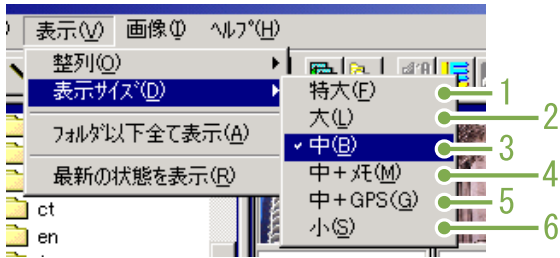 表示(V) 画像(I) ヘルプ(H)
整列(O)
表示サイズ(D)
フォルダ以下全て表示(A)
最新の状態を表示(R)
特大(F) 1
大(L) 2
中(B) 3
中+メモ(M) 4
中+GPS(G) 5
小(S) 6
ct
en